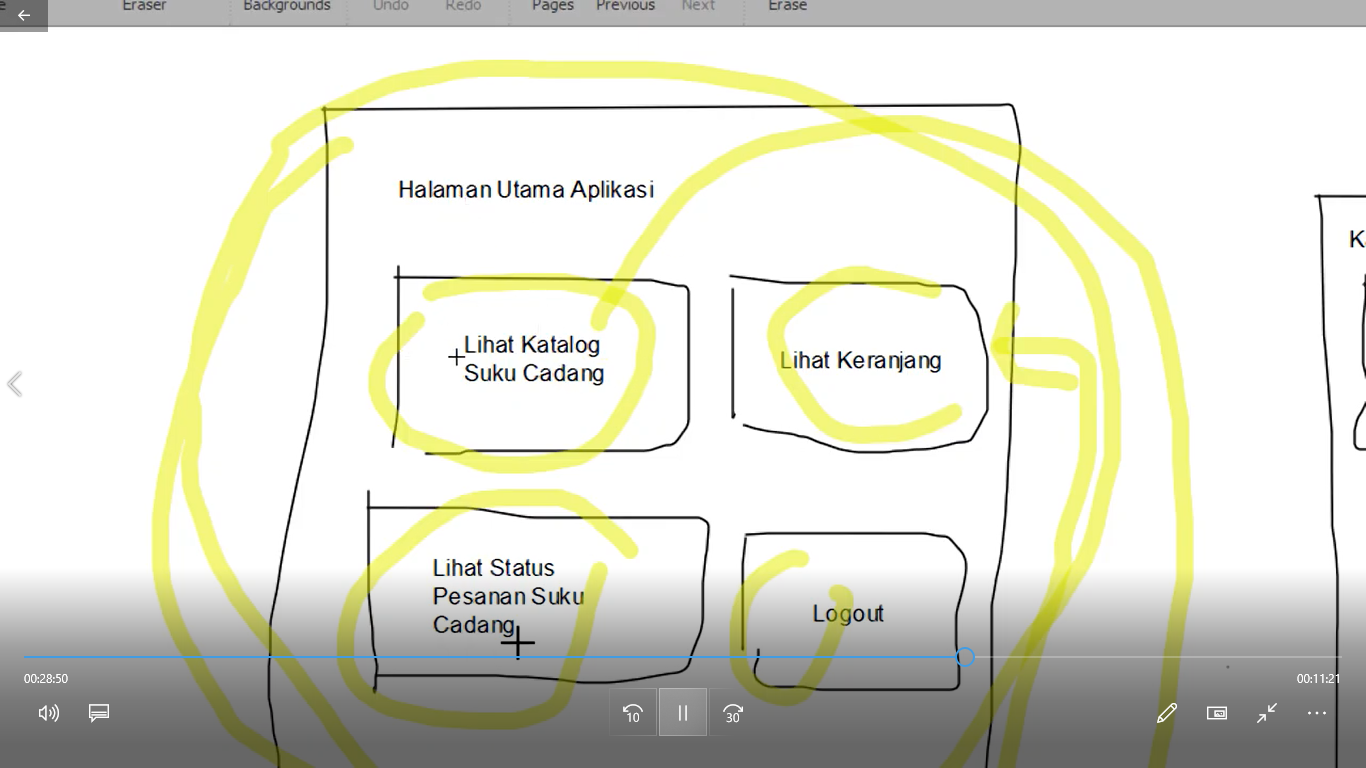 Eraser Backgrounds Undo Redo Pages Previous Next Erase
Halaman Utama Aplikasi
Lihat Katalog
Suku Cadang
Lihat Keranjang
Lihat Status
Pesanan Suku
Cadang
Logout
00:28:50
00:11:21
10
30